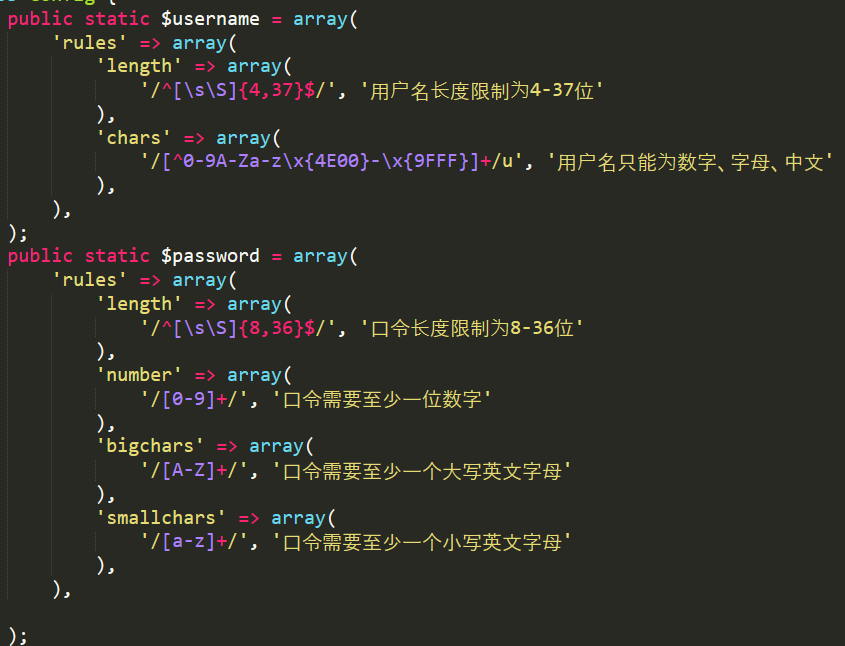 public static $username = array(
    'rules' => array(
        'length' => array(
            '/^[\s\S]{4,37}$/', '用户名长度限制为4-37位'
        ),
        'chars' => array(
            '/[^0-9A-Za-z\x{4E00}-\x{9FFF}]+/u', '用户名只能为数字、字母、中文'
        ),
    ),
);
public static $password = array(
    'rules' => array(
        'length' => array(
            '/^[\s\S]{8,36}$/', '口令长度限制为8-36位'
        ),
        'number' => array(
            '/[0-9]+/', '口令需要至少一位数字'
        ),
        'bigchars' => array(
            '/[A-Z]+/', '口令需要至少一个大写英文字母'
        ),
        'smallchars' => array(
            '/[a-z]+/', '口令需要至少一个小写英文字母'
        ),
    ),
);